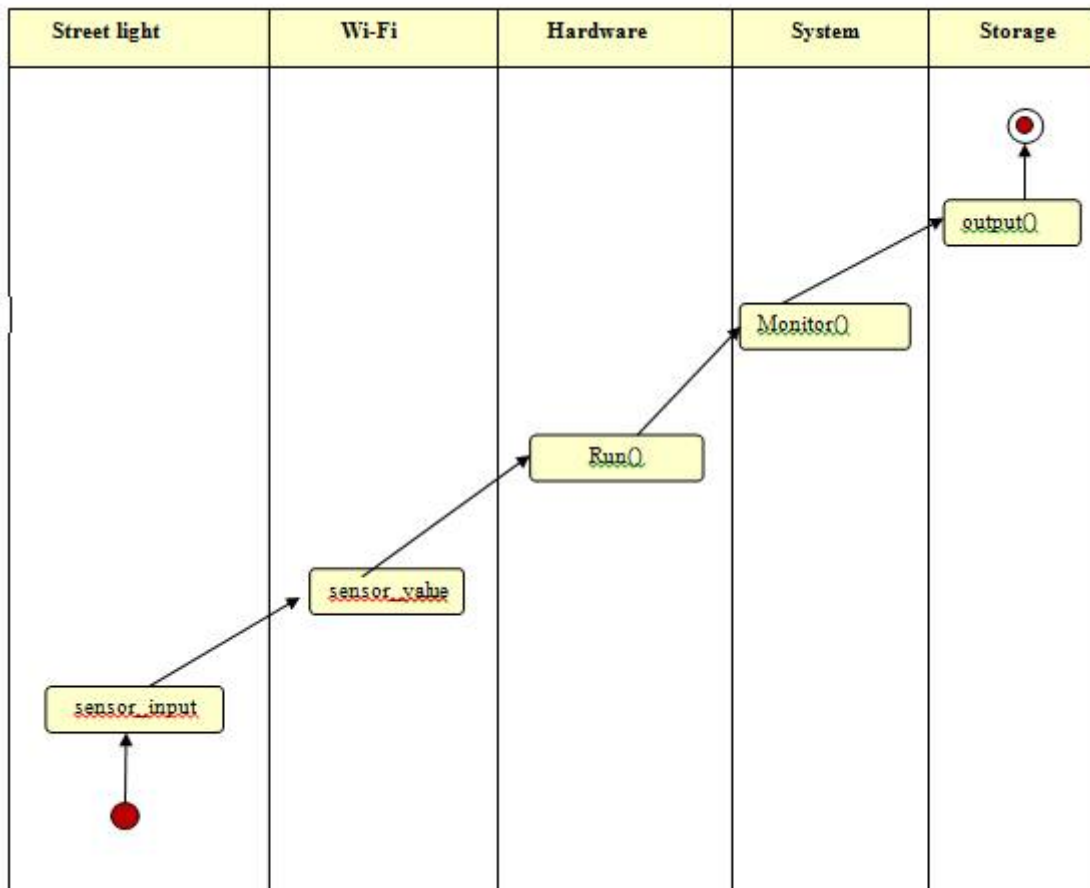 Street light
Wi-Fi
Hardware
System
Storage
output()
Monitor()
Run()
sensor_value
sensor_input